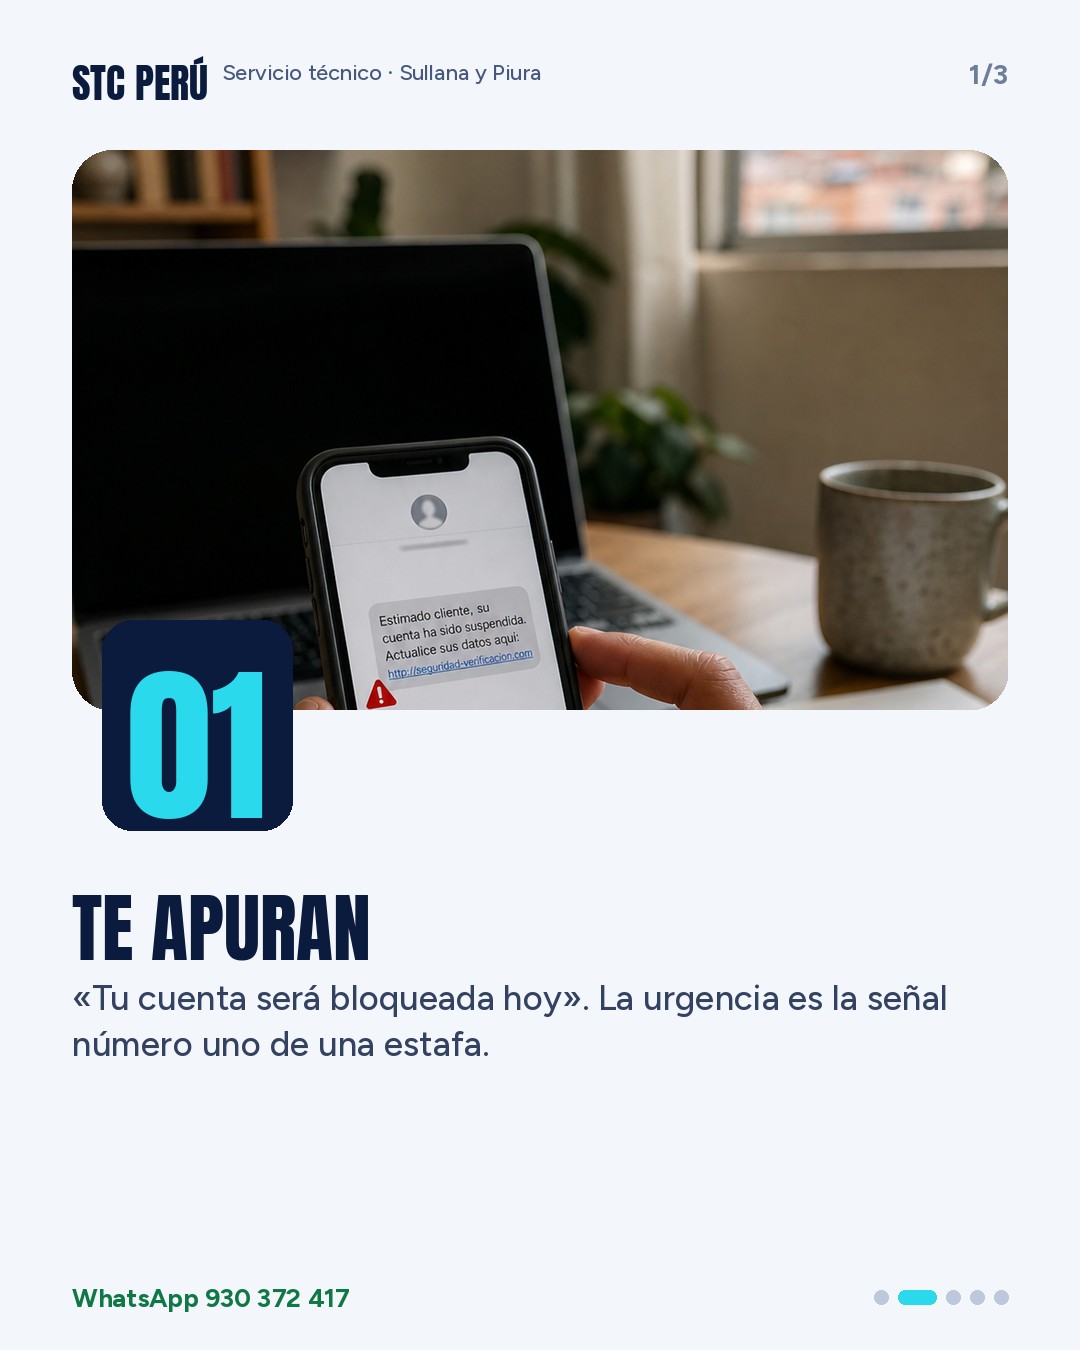 STC PERÚ Servicio técnico · Sullana y Piura
1/3
Estimado cliente, su
cuenta ha sido suspendida.
Actualice sus datos aquí:
http://seguridad-verificacion.com
01
TE APURAN
«Tu cuenta será bloqueada hoy». La urgencia es la señal
número uno de una estafa.
WhatsApp 930 372 417